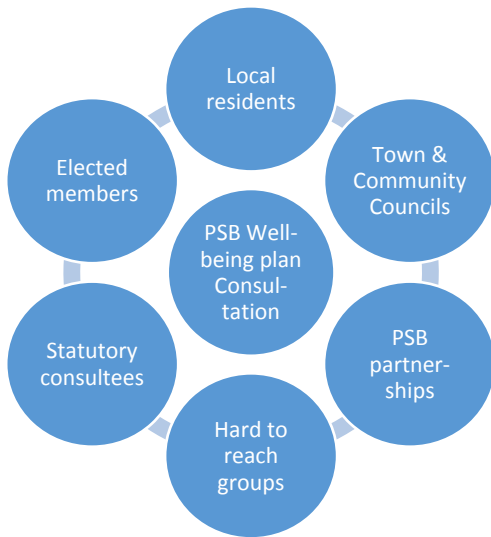 Local
residents
Elected
members
Town &
Community
Councils
PSB Well-
being plan
Consul-
tation
Statutory
consultees
PSB
partner-
ships
Hard to
reach
groups